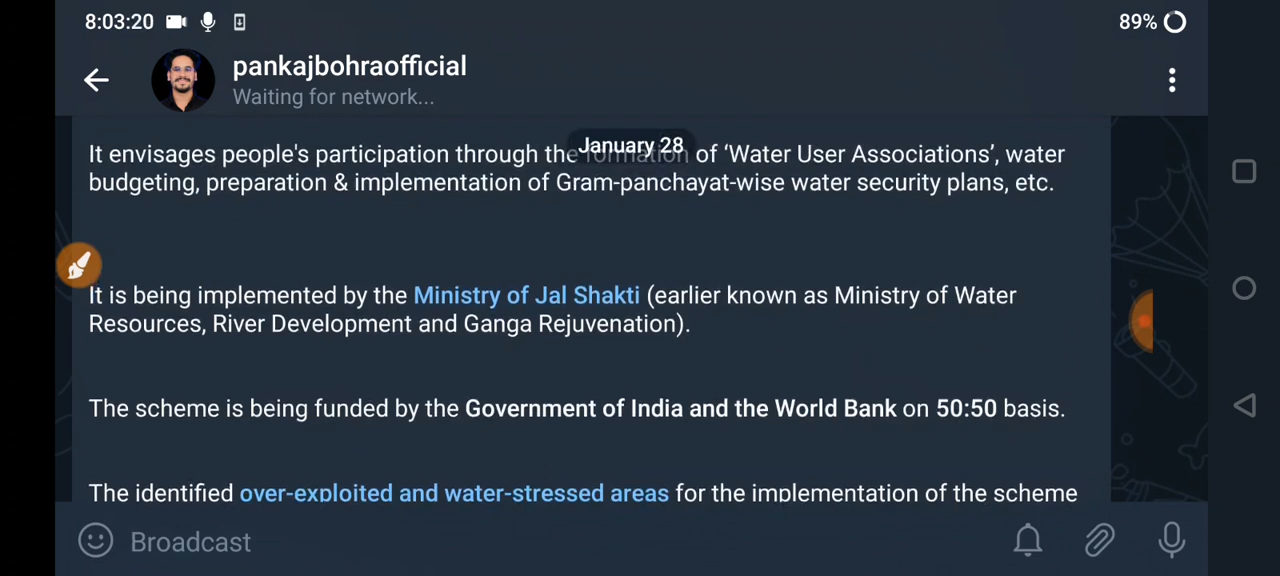 8:03:20
89%
pankajbohraofficial
Waiting for network...
January 28
It envisages people's participation through the formation of ‘Water User Associations’, water
budgeting, preparation & implementation of Gram-panchayat-wise water security plans, etc.
It is being implemented by the Ministry of Jal Shakti (earlier known as Ministry of Water
Resources, River Development and Ganga Rejuvenation).
The scheme is being funded by the Government of India and the World Bank on 50:50 basis.
The identified over-exploited and water-stressed areas for the implementation of the scheme
Broadcast